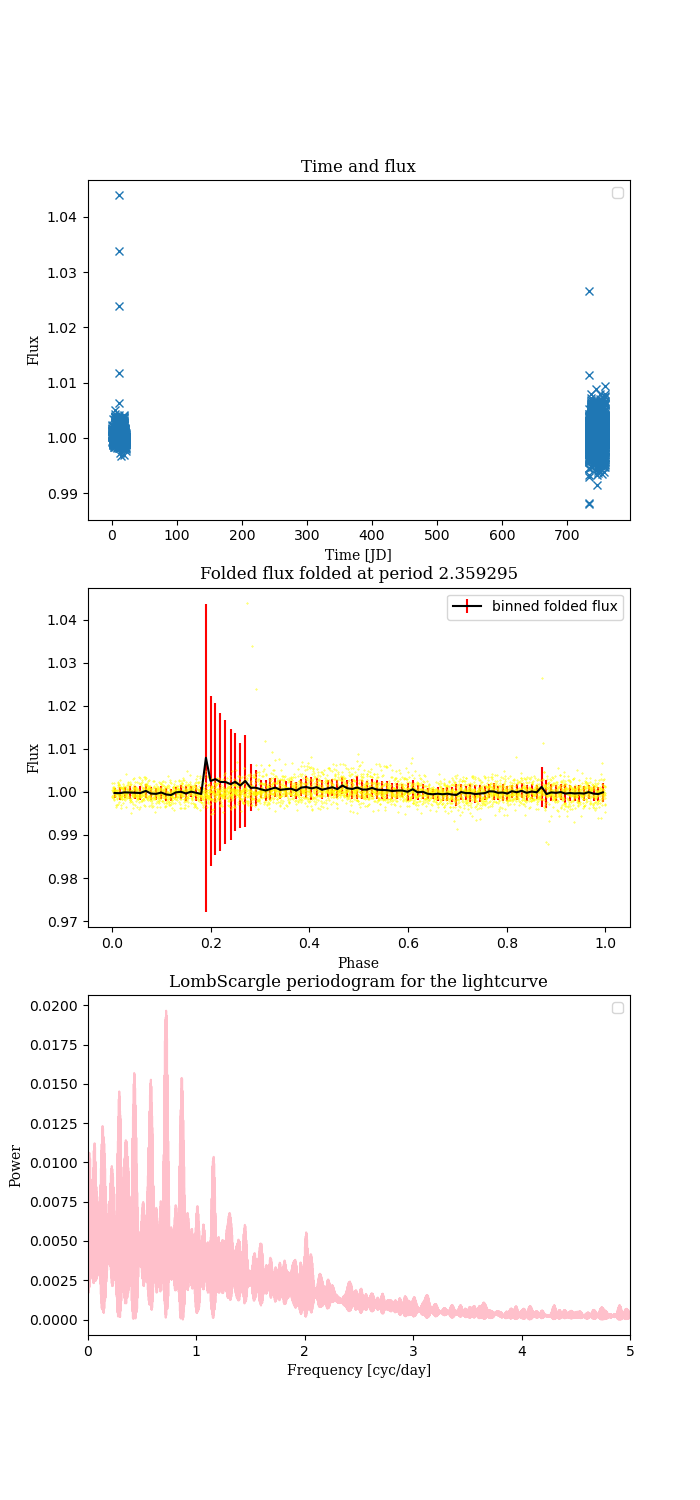 Time and flux
1.04
1.03
1.02
1.01
1.00
0.99
Flux
0 100 200 300 400 500 600 700
Time [JD]
Folded flux folded at period 2.359295
binned folded flux
1.04
1.03
1.02
1.01
1.00
0.99
0.98
0.97
Flux
0.0 0.2 0.4 0.6 0.8 1.0
Phase
LombScargle periodogram for the lightcurve
0.0200
0.0175
0.0150
0.0125
0.0100
0.0075
0.0050
0.0025
0.0000
Power
0 1 2 3 4 5
Frequency [cyc/day]